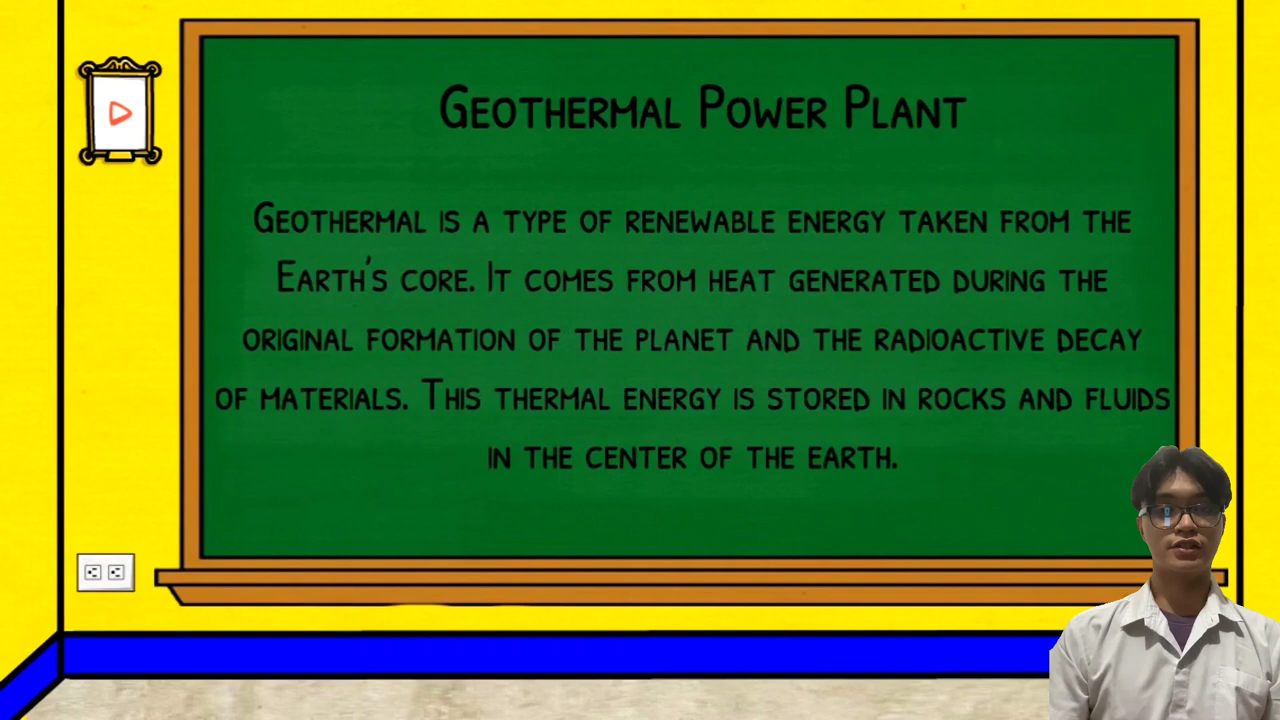 Geothermal Power Plant
Geothermal is a type of renewable energy taken from the
Earth's core. It comes from heat generated during the
original formation of the planet and the radioactive decay
of materials. This thermal energy is stored in rocks and fluids
in the center of the earth.